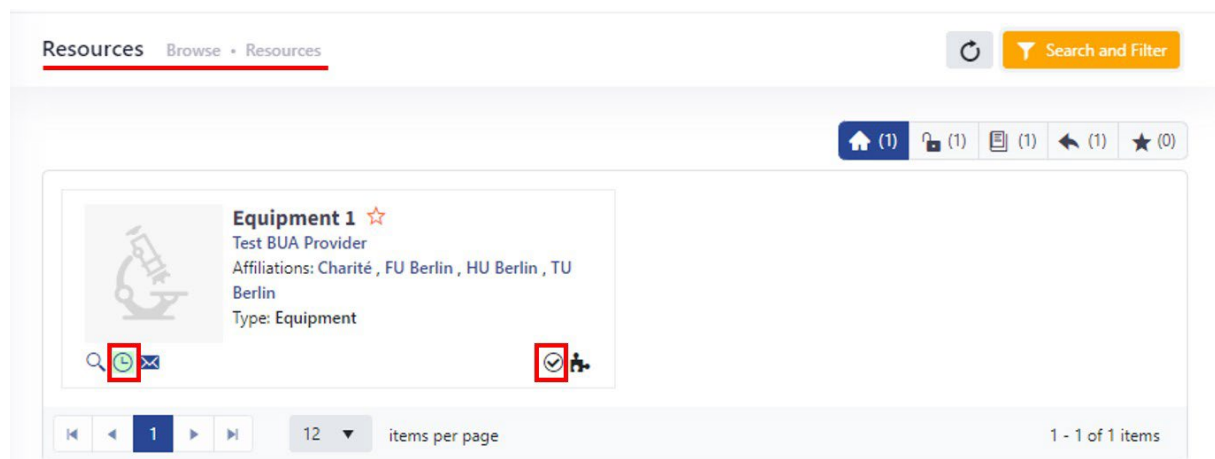 Resources Browse • Resources
Search and Filter
(1) (1) (1) (1) (0)
Equipment 1
Test BUA Provider
Affiliations: Charité , FU Berlin , HU Berlin , TU
Berlin
Type: Equipment
1 12 items per page 1 - 1 of 1 items